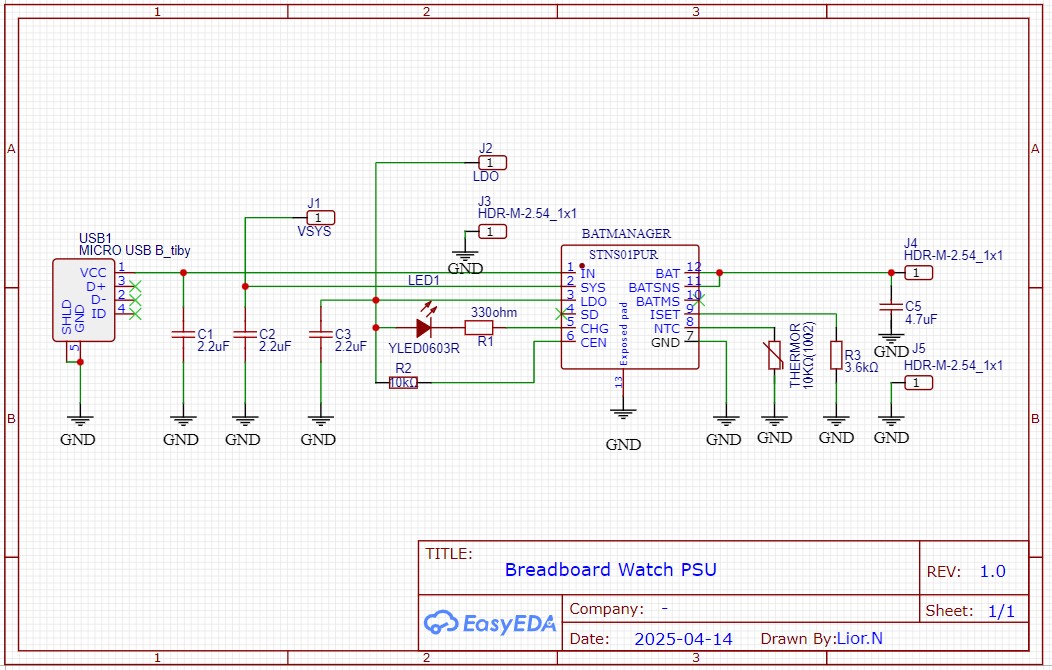 1
2
3
A
A
J2
1
LDO
J3
HDR-M-2.54_1x1
1
GND
J1
1
VSYS
USB1
MICRO USB B_tiby
VCC 1
D+ 3
D- 2
ID 4
SHLD
GND
5
BATMANAGER
STNS01PUR
1 IN
2 SYS
3 LDO
4 SD
5 CHG
6 CEN
BAT 12
BATSNS 11
BATMS 10
ISET 9
NTC 8
GND 7
Exposed pad
13
LED1
YLED0603R
330ohm
R1
R2
10kΩ
C1
2.2uF
C2
2.2uF
C3
2.2uF
THERMOR
10KΩ(1002)
R3
3.6kΩ
J4
HDR-M-2.54_1x1
1
C5
4.7uF
GND
J5
HDR-M-2.54_1x1
1
B
B
GND
GND
GND
GND
GND
GND
GND
GND
GND
TITLE:
Breadboard Watch PSU
REV: 1.0
EasyEDA
Company: -
Sheet: 1/1
Date: 2025-04-14
Drawn By:Lior.N
1
2
3